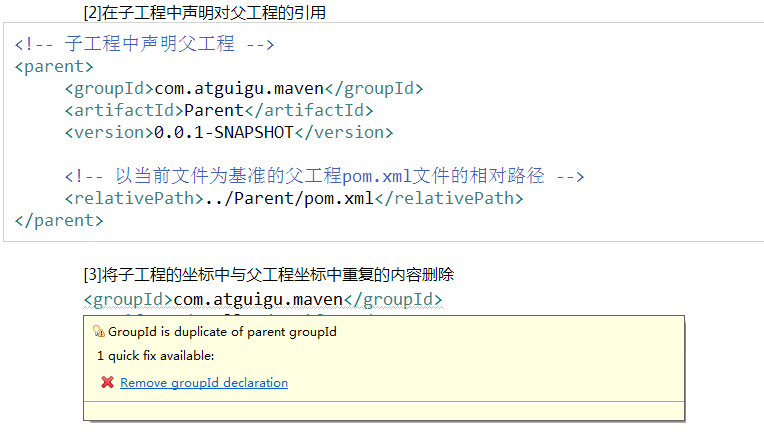 [2]在子工程中声明对父工程的引用
<!-- 子工程中声明父工程 -->
<parent>
<groupId>com.atguigu.maven</groupId>
<artifactId>Parent</artifactId>
<version>0.0.1-SNAPSHOT</version>
<!-- 以当前文件为基准的父工程pom.xml文件的相对路径 -->
<relativePath>../Parent/pom.xml</relativePath>
</parent>
[3]将子工程的坐标中与父工程坐标中重复的内容删除
<groupId>com.atguigu.maven</groupId>
GroupId is duplicate of parent groupId
1 quick fix available:
Remove groupId declaration